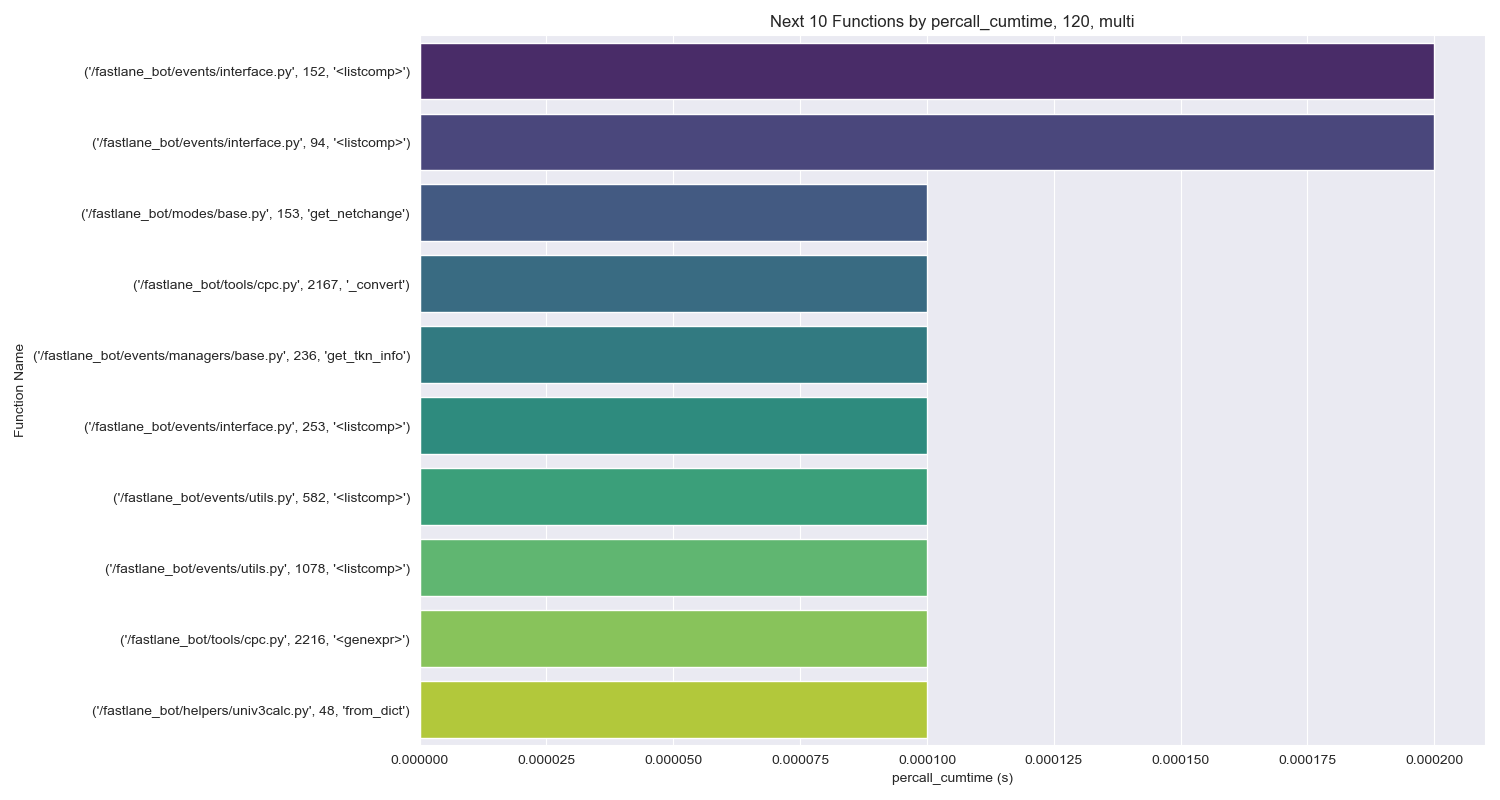 Next 10 Functions by percall_cumtime, 120, multi
('/fastlane_bot/events/interface.py', 152, '<listcomp>')
('/fastlane_bot/events/interface.py', 94, '<listcomp>')
('/fastlane_bot/modes/base.py', 153, 'get_netchange')
('/fastlane_bot/tools/cpc.py', 2167, '_convert')
('/fastlane_bot/events/managers/base.py', 236, 'get_tkn_info')
('/fastlane_bot/events/interface.py', 253, '<listcomp>')
('/fastlane_bot/events/utils.py', 582, '<listcomp>')
('/fastlane_bot/events/utils.py', 1078, '<listcomp>')
('/fastlane_bot/tools/cpc.py', 2216, '<genexpr>')
('/fastlane_bot/helpers/univ3calc.py', 48, 'from_dict')
Function Name
0.000000 0.000025 0.000050 0.000075 0.000100 0.000125 0.000150 0.000175 0.000200
percall_cumtime (s)